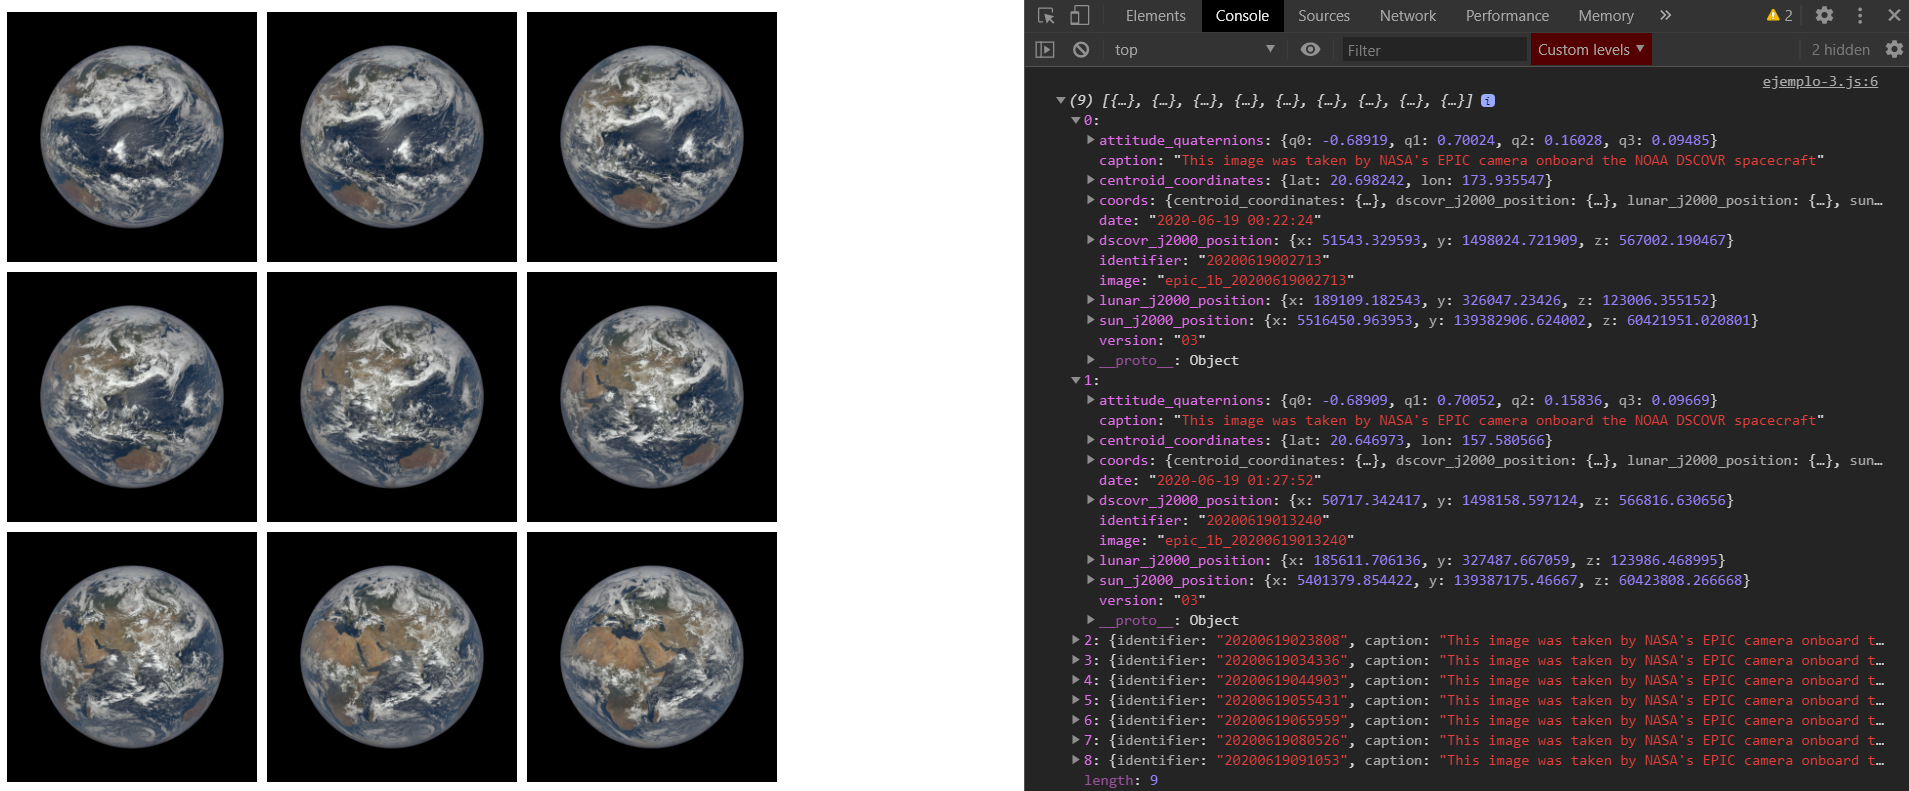 Elements Console Sources Network Performance Memory » 2
top Filter Custom levels 2 hidden
ejemplo-3.js:6
(9) [{…}, {…}, {…}, {…}, {…}, {…}, {…}, {…}, {…}] i
0:
attitude_quaternions: {q0: -0.68919, q1: 0.70024, q2: 0.16028, q3: 0.09485}
caption: "This image was taken by NASA's EPIC camera onboard the NOAA DSCOVR spacecraft"
centroid_coordinates: {lat: 20.698242, lon: 173.935547}
coords: {centroid_coordinates: {…}, dscovr_j2000_position: {…}, lunar_j2000_position: {…}, sun…
date: "2020-06-19 00:22:24"
dscovr_j2000_position: {x: 51543.329593, y: 1498024.721909, z: 567002.190467}
identifier: "20200619002713"
image: "epic_1b_20200619002713"
lunar_j2000_position: {x: 189109.182543, y: 326047.23426, z: 123006.355152}
sun_j2000_position: {x: 5516450.963953, y: 139382906.624002, z: 60421951.020801}
version: "03"
__proto__: Object
1:
attitude_quaternions: {q0: -0.68909, q1: 0.70052, q2: 0.15836, q3: 0.09669}
caption: "This image was taken by NASA's EPIC camera onboard the NOAA DSCOVR spacecraft"
centroid_coordinates: {lat: 20.646973, lon: 157.580566}
coords: {centroid_coordinates: {…}, dscovr_j2000_position: {…}, lunar_j2000_position: {…}, sun…
date: "2020-06-19 01:27:52"
dscovr_j2000_position: {x: 50717.342417, y: 1498158.597124, z: 566816.630656}
identifier: "20200619013240"
image: "epic_1b_20200619013240"
lunar_j2000_position: {x: 185611.706136, y: 327487.667059, z: 123986.468995}
sun_j2000_position: {x: 5401379.854422, y: 139387175.46667, z: 60423808.266668}
version: "03"
__proto__: Object
2: {identifier: "20200619023808", caption: "This image was taken by NASA's EPIC camera onboard t…
3: {identifier: "20200619034336", caption: "This image was taken by NASA's EPIC camera onboard t…
4: {identifier: "20200619044903", caption: "This image was taken by NASA's EPIC camera onboard t…
5: {identifier: "20200619055431", caption: "This image was taken by NASA's EPIC camera onboard t…
6: {identifier: "20200619065959", caption: "This image was taken by NASA's EPIC camera onboard t…
7: {identifier: "20200619080526", caption: "This image was taken by NASA's EPIC camera onboard t…
8: {identifier: "20200619091053", caption: "This image was taken by NASA's EPIC camera onboard t…
length: 9